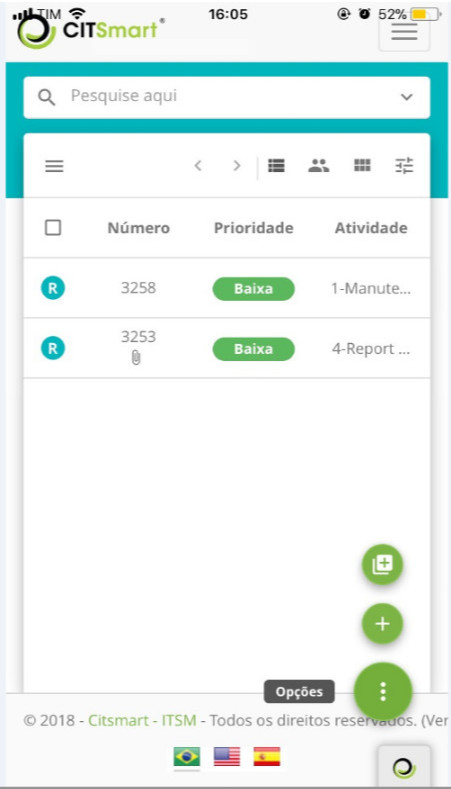 TIM 16:05 52%
CITSmart®
Pesquise aqui
Número Prioridade Atividade
R 3258 Baixa 1-Manute...
R 3253 Baixa 4-Report ...
Opções
© 2018 - Citsmart - ITSM - Todos os direitos reservados. (Ver